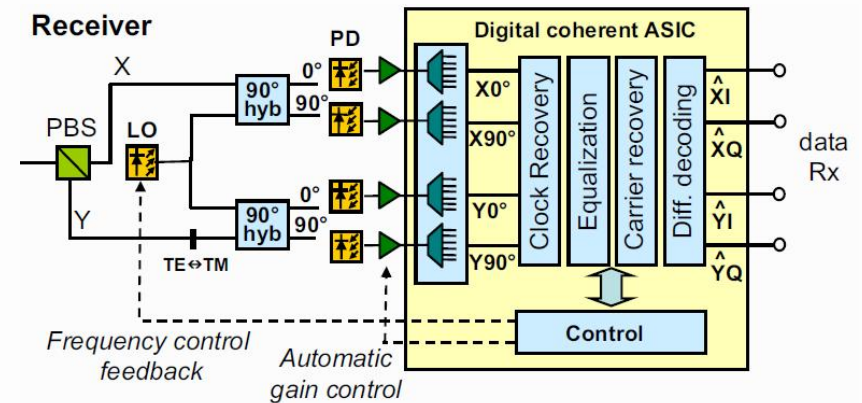 Receiver
PD
Digital coherent ASIC
X
0°
90°
hyb
90°
X0°
X̂I
PBS
LO
X90°
X̂Q
data
Rx
Clock Recovery
Equalization
Carrier recovery
Diff. decoding
0°
Y0°
ŶI
Y
90°
hyb
90°
Y90°
ŶQ
TE↔TM
Control
Frequency control
feedback
Automatic
gain control